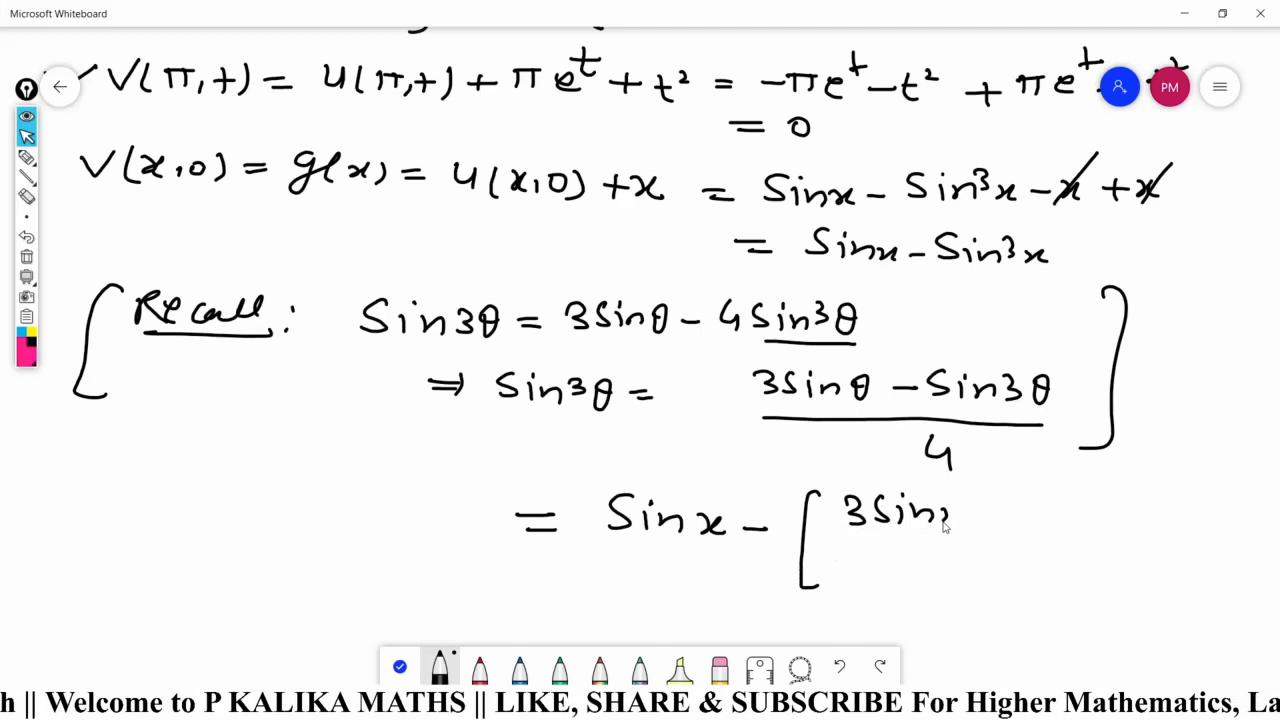 Microsoft Whiteboard
V(π,t) = u(π,t) + πe^t + t² = -πe^t - t² + πe^t
= 0
PM
V(x,0) = g(x) = u(x,0) + x = Sinx - Sin³x - x + x
= Sinx - Sin³x
Recall: Sin3θ = 3Sinθ - 4Sin³θ
⇒ Sin³θ = 3Sinθ - Sin3θ
4
= Sinx - [ 3Sinx
h || Welcome to P KALIKA MATHS || LIKE, SHARE & SUBSCRIBE For Higher Mathematics, La